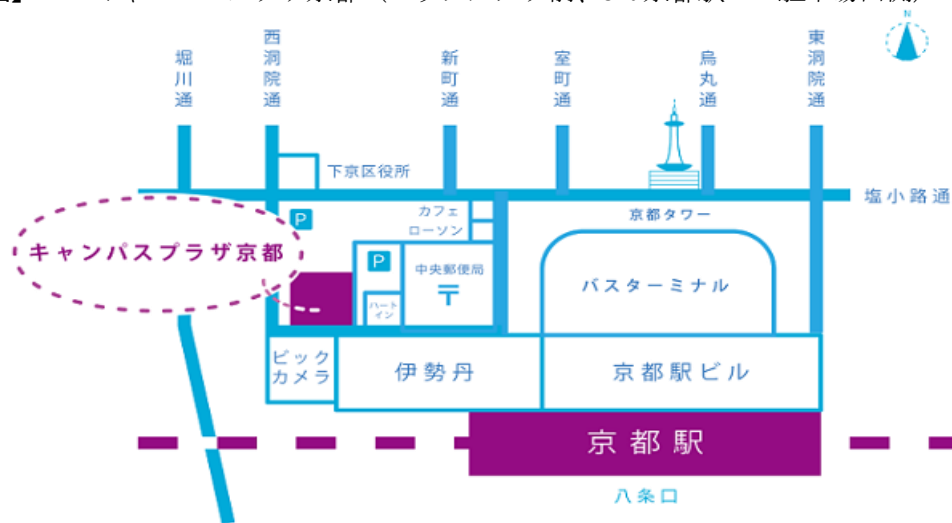 N
堀川通
西洞院通
新町通
室町通
烏丸通
東洞院通
下京区役所
塩小路通
P
カフェ
ローソン
京都タワー
キャンパスプラザ京都
P
中央郵便局
〒
バスターミナル
ハート
イン
ビック
カメラ
伊勢丹
京都駅ビル
京都駅
八条口